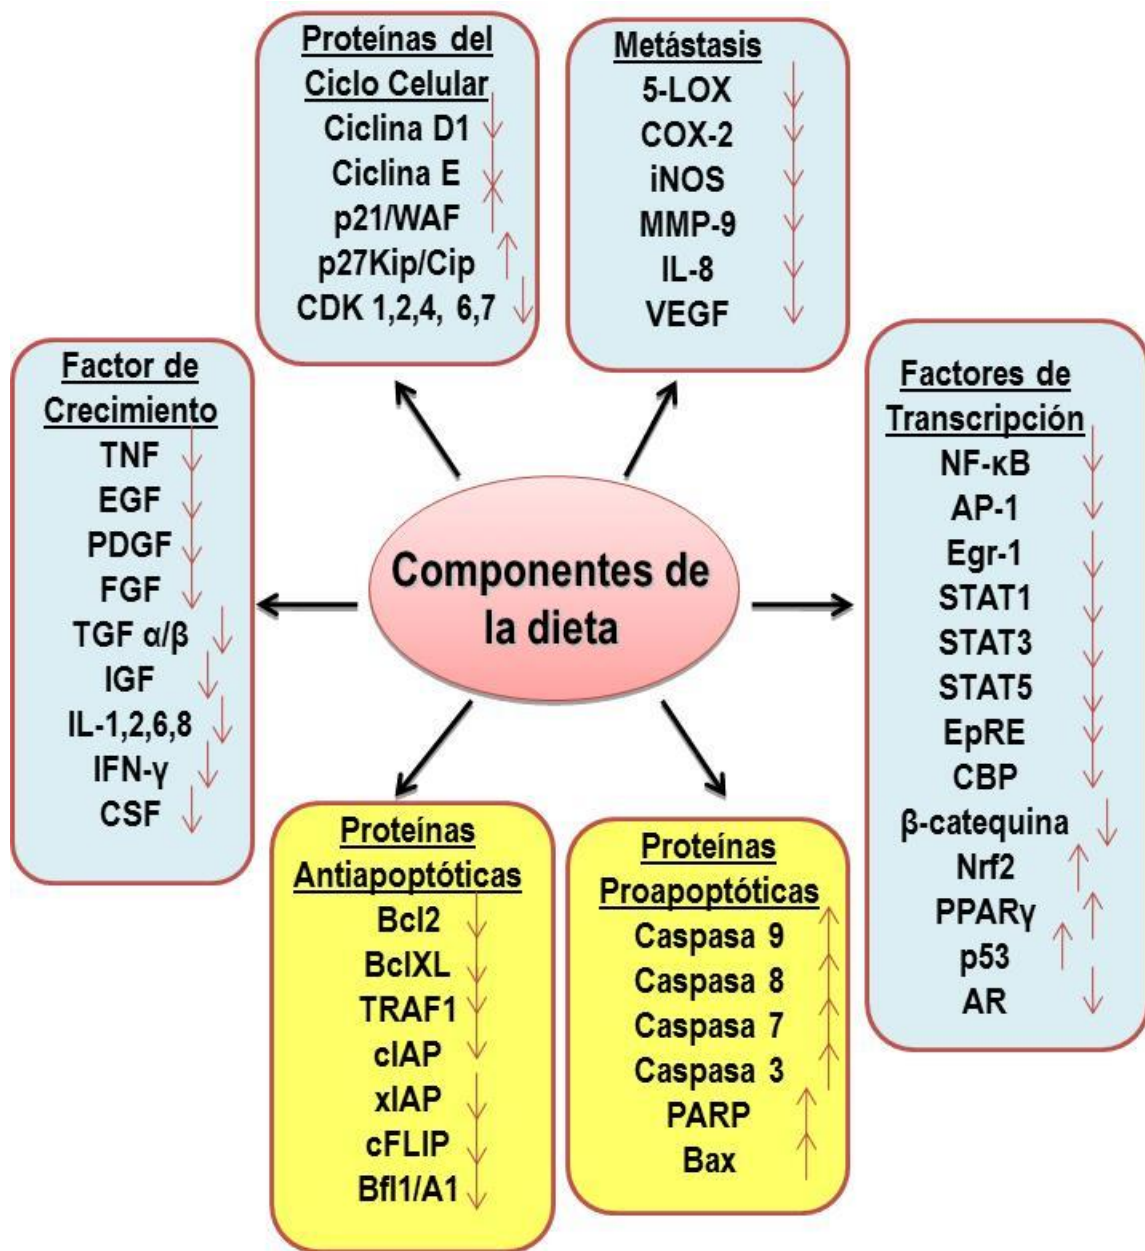 Proteínas del
Ciclo Celular
Ciclina D1
Ciclina E
p21/WAF
p27Kip/Cip
CDK 1,2,4, 6,7
Metástasis
5-LOX
COX-2
iNOS
MMP-9
IL-8
VEGF
Factor de
Crecimiento
TNF
EGF
PDGF
FGF
TGF α/β
IGF
IL-1,2,6,8
IFN-γ
CSF
Componentes de
la dieta
Factores de
Transcripción
NF-κB
AP-1
Egr-1
STAT1
STAT3
STAT5
EpRE
CBP
β-catequina
Nrf2
PPARγ
p53
AR
Proteínas
Antiapoptóticas
Bcl2
BclXL
TRAF1
cIAP
xIAP
cFLIP
Bfl1/A1
Proteínas
Proapoptóticas
Caspasa 9
Caspasa 8
Caspasa 7
Caspasa 3
PARP
Bax